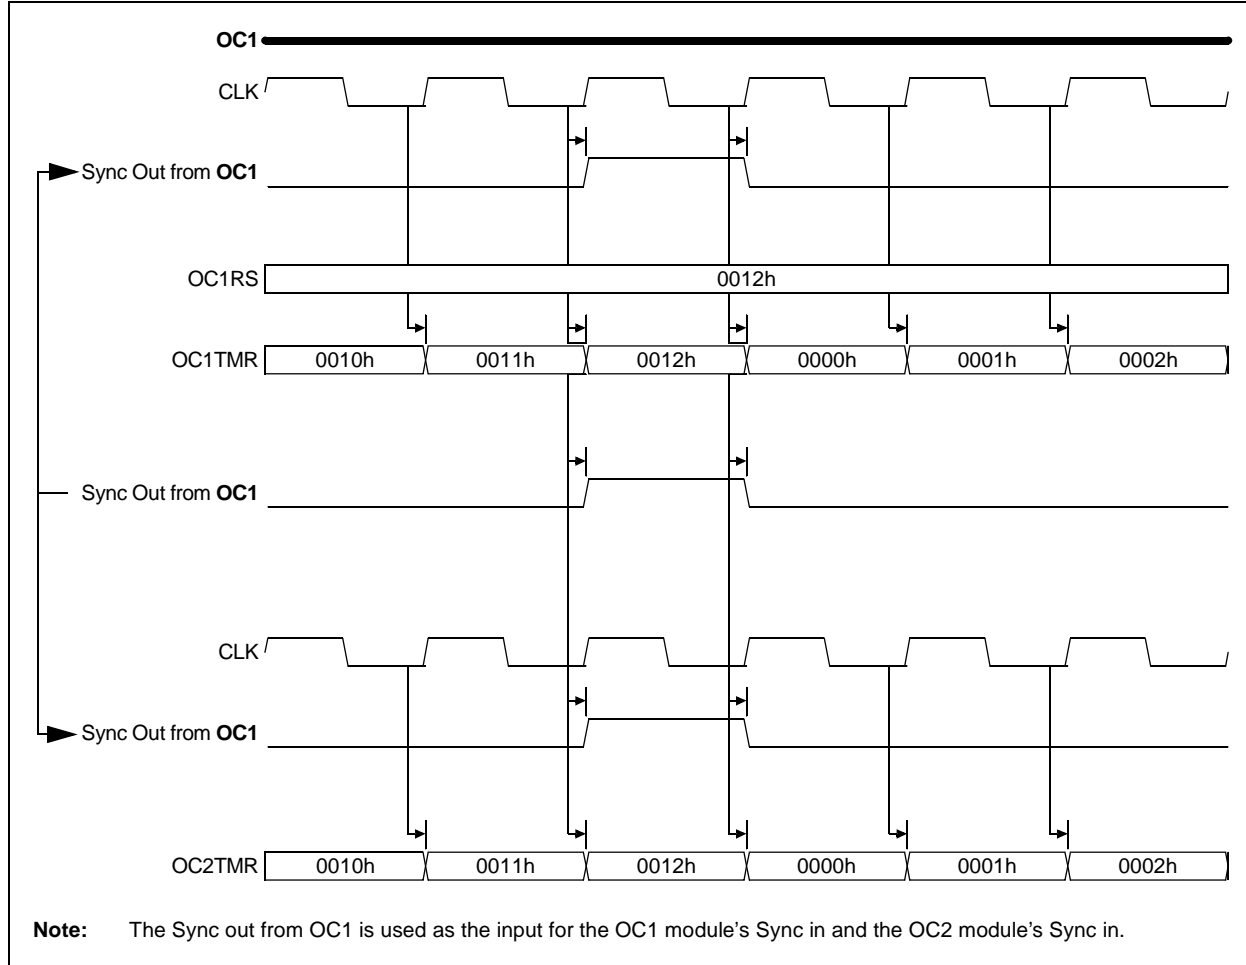 OC1
CLK
Sync Out from OC1
OC1RS 0012h
OC1TMR 0010h 0011h 0012h 0000h 0001h 0002h
Sync Out from OC1
CLK
Sync Out from OC1
OC2TMR 0010h 0011h 0012h 0000h 0001h 0002h
Note: The Sync out from OC1 is used as the input for the OC1 module’s Sync in and the OC2 module’s Sync in.